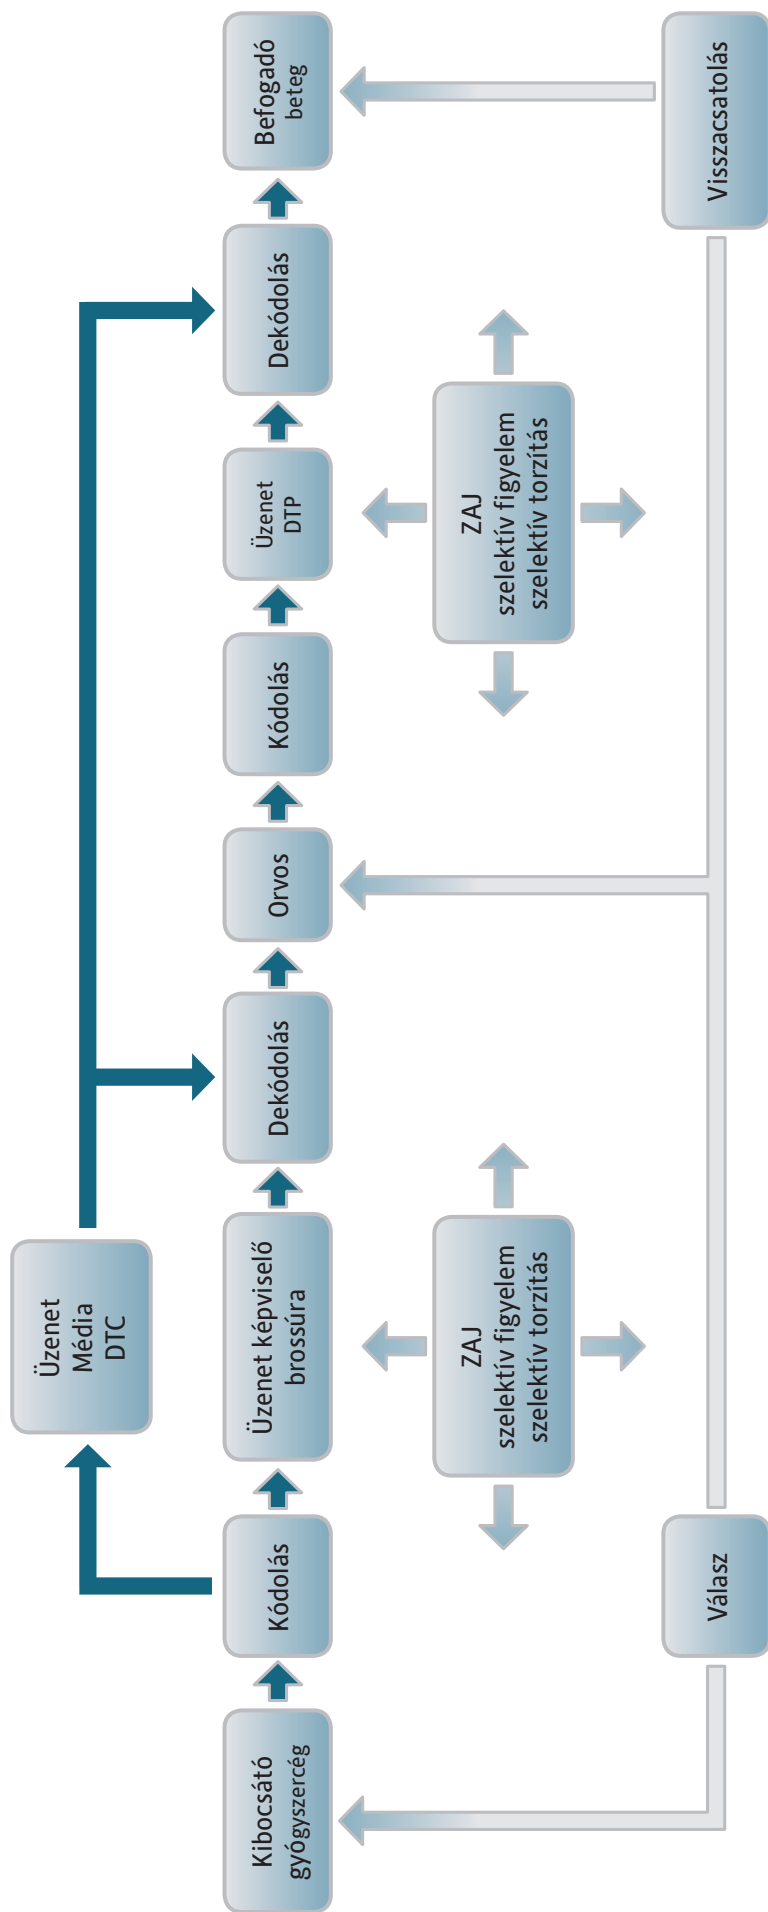 Üzenet
Média
DTC
Kibocsátó
gyógyszercég
Kódolás
Üzenet képviselő
brossúra
Dekódolás
Orvos
Kódolás
Üzenet
DTP
Dekódolás
Befogadó
beteg
ZAJ
szelektív figyelem
szelektív torzítás
ZAJ
szelektív figyelem
szelektív torzítás
Válasz
Visszacsatolás